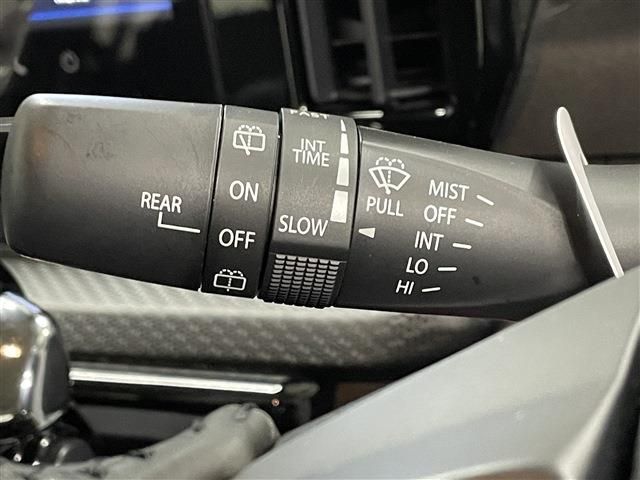 REAR
ON
OFF
FAST
INT
TIME
SLOW
PULL
MIST
OFF
INT
LO
HI